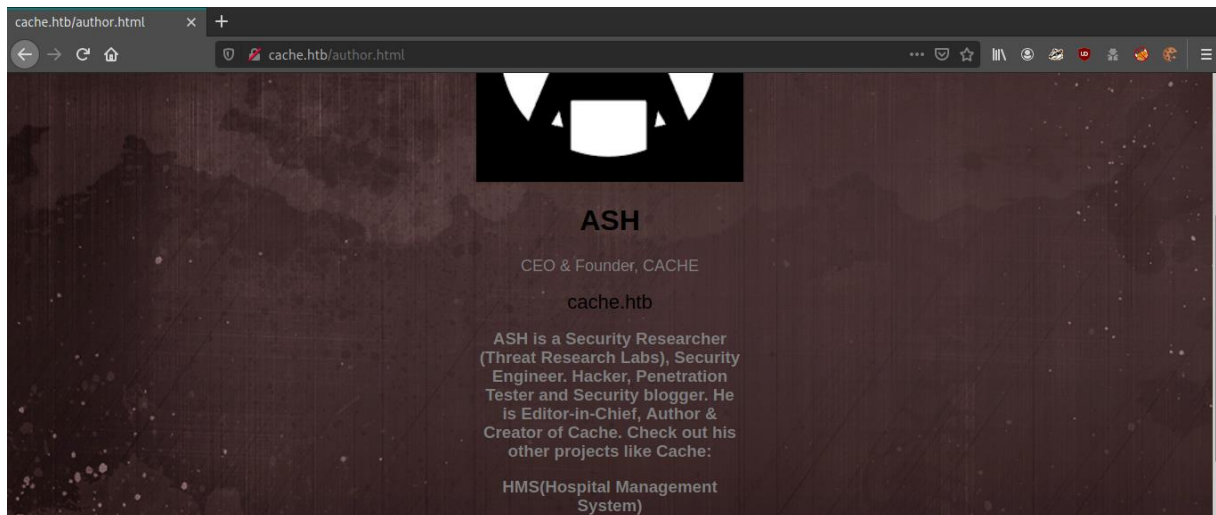 cache.htb/author.html
cache.htb/author.html
ASH
CEO & Founder, CACHE
cache.htb
ASH is a Security Researcher
(Threat Research Labs), Security
Engineer. Hacker, Penetration
Tester and Security blogger. He
is Editor-in-Chief, Author &
Creator of Cache. Check out his
other projects like Cache:
HMS(Hospital Management
System)